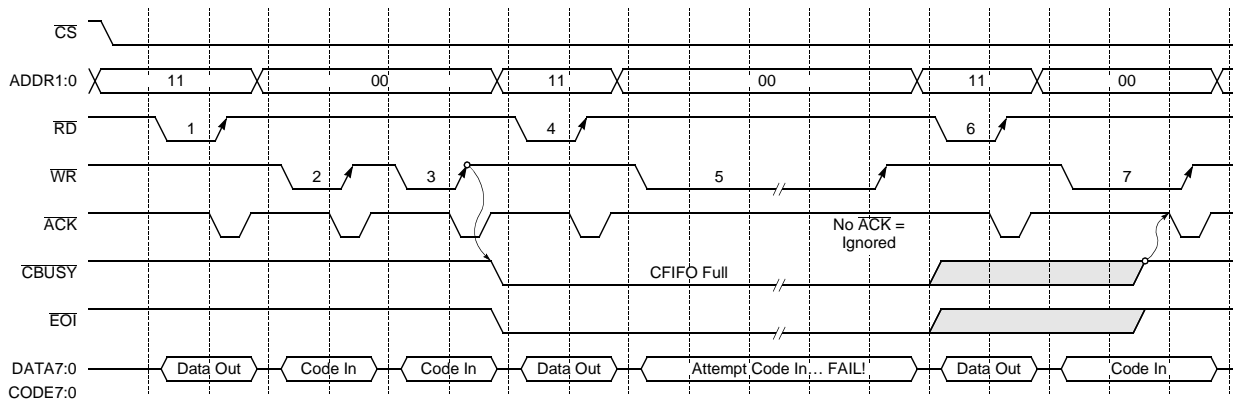 CS
ADDR1:0 11 00 11 00 11 00
RD 1 4 6
WR 2 3 5 7
ACK No ACK =
Ignored
CBUSY CFIFO Full
EOI
DATA7:0 Data Out Code In Code In Data Out Attempt Code In... FAIL! Data Out Code In
CODE7:0